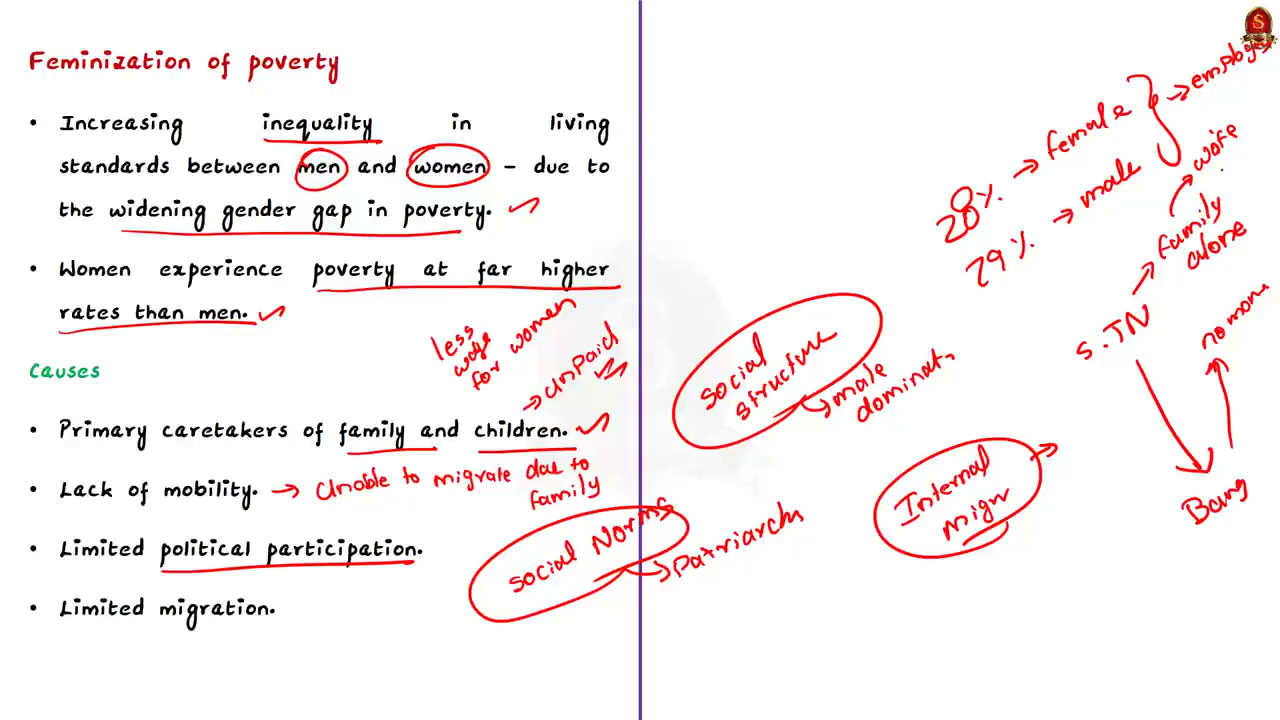 Feminization of poverty
• Increasing inequality in living
standards between men and women - due to
the widening gender gap in poverty.
• Women experience poverty at far higher
rates than men.
less
wage
for women
Causes
→ Unpaid
• Primary caretakers of family and children.
• Lack of mobility. → Unable to migrate due to
family
• Limited political participation.
• Limited migration.
Social Norms
→ Patriarchy
Social
structure
→ male
dominat
Internal
migr
28% → female
→ male
→ family
alone
→ wife
S.TN
Bang
S